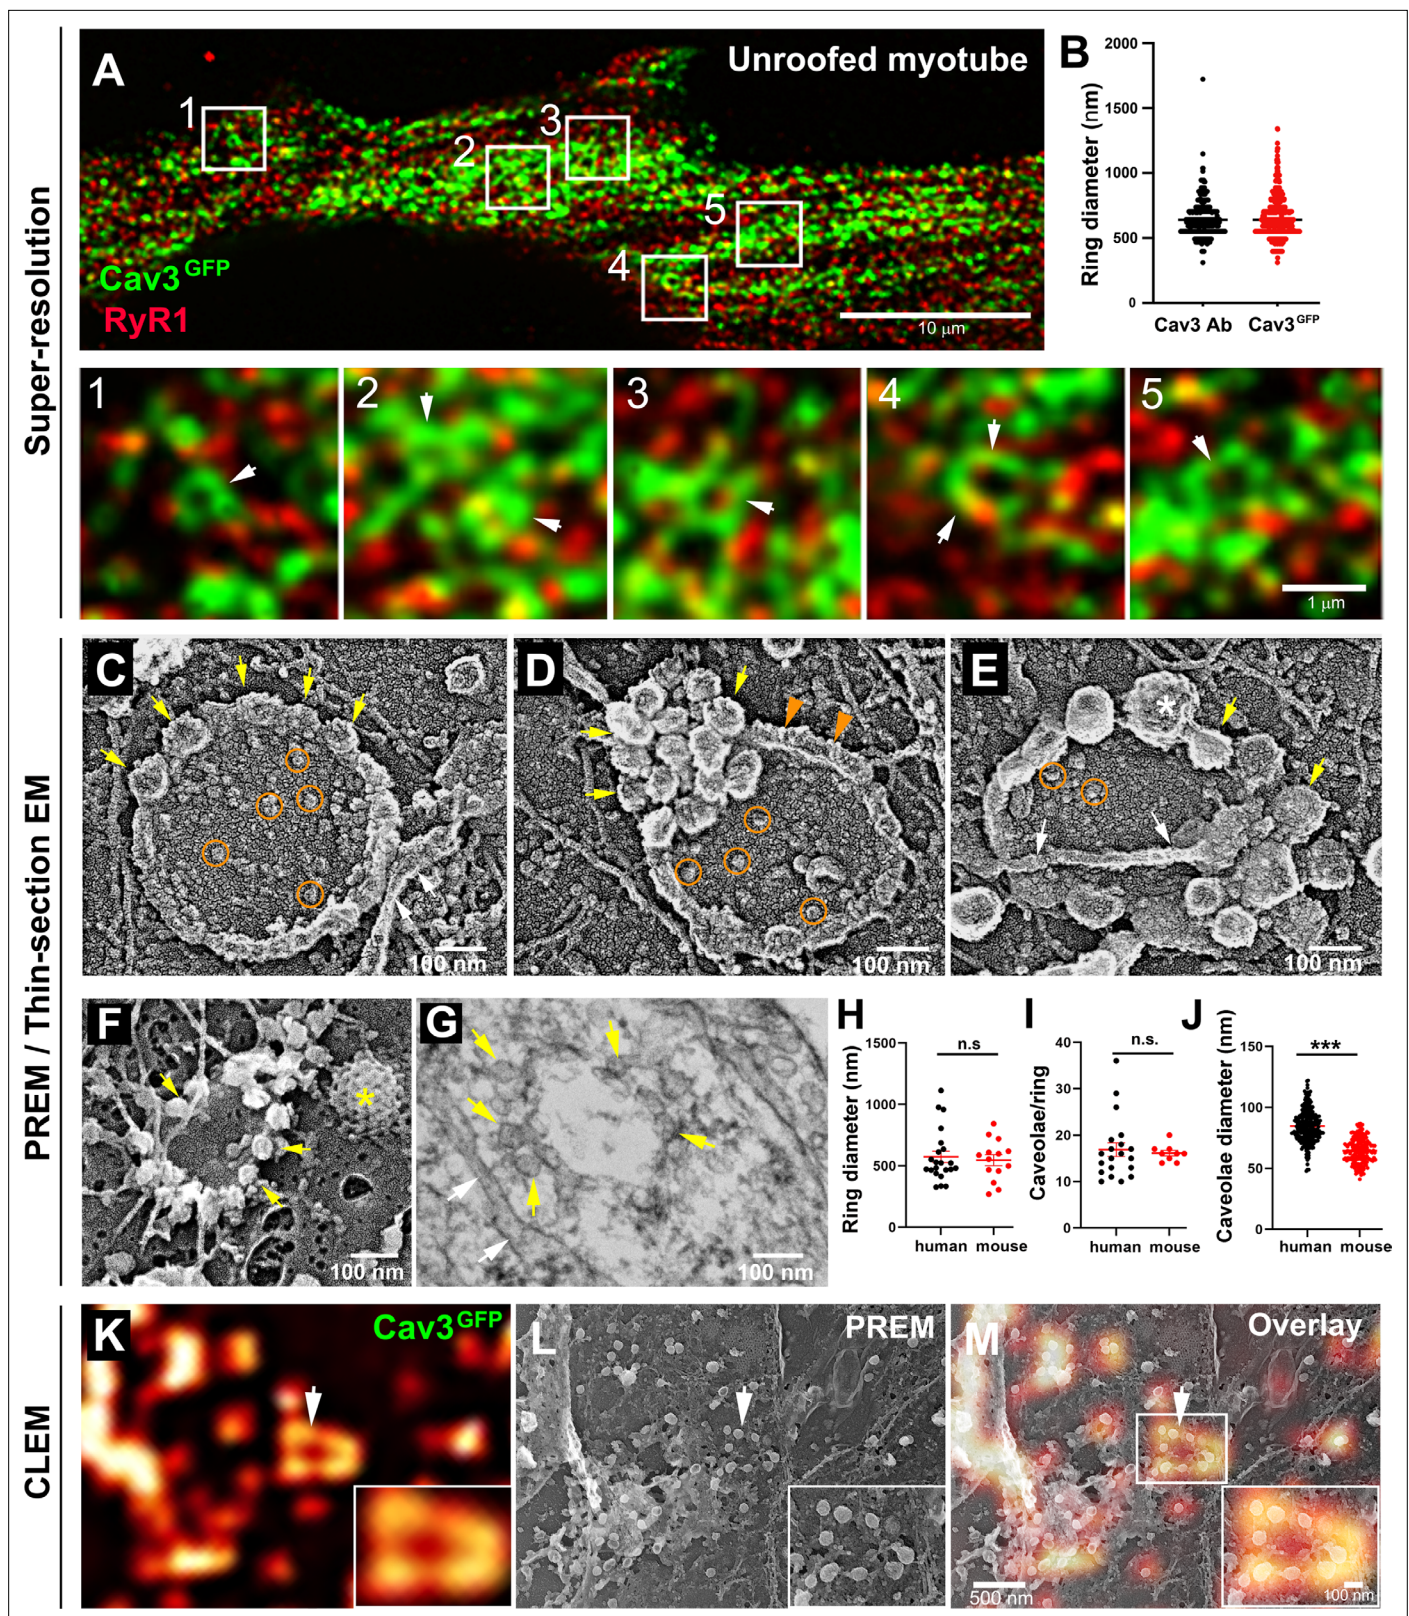 Super-resolution
A
Unroofed myotube
1
2
3
4
5
Cav3GFP
RyR1
10 µm
B
Ring diameter (nm)
2000
1500
1000
500
0
Cav3 Ab
Cav3GFP
1
2
3
4
5
1 µm
PREM / Thin-section EM
C
100 nm
D
100 nm
E
*
100 nm
F
*
100 nm
G
100 nm
H
Ring diameter (nm)
1500
1000
500
0
n.s
human
mouse
I
Caveolae/ring
40
30
20
10
0
n.s.
human
mouse
J
Caveolae diameter (nm)
150
100
50
0
***
human
mouse
CLEM
K
Cav3GFP
L
PREM
M
Overlay
500 nm
100 nm